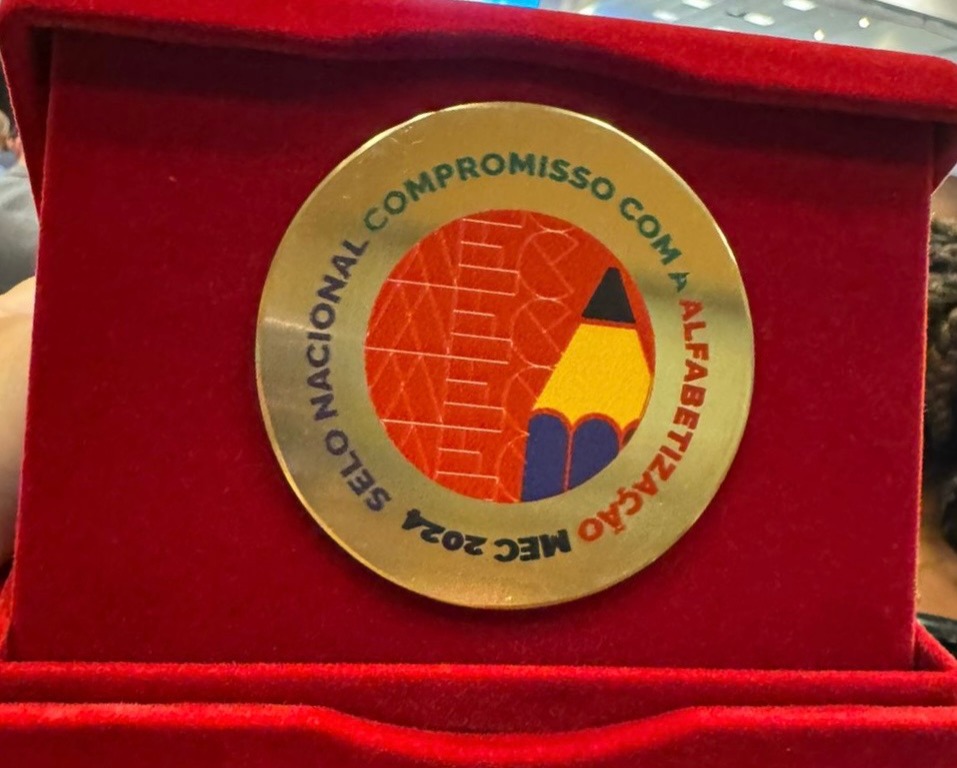 SELO NACIONAL COMPROMISSO COM A ALFABETIZAÇÃO MEC 2024